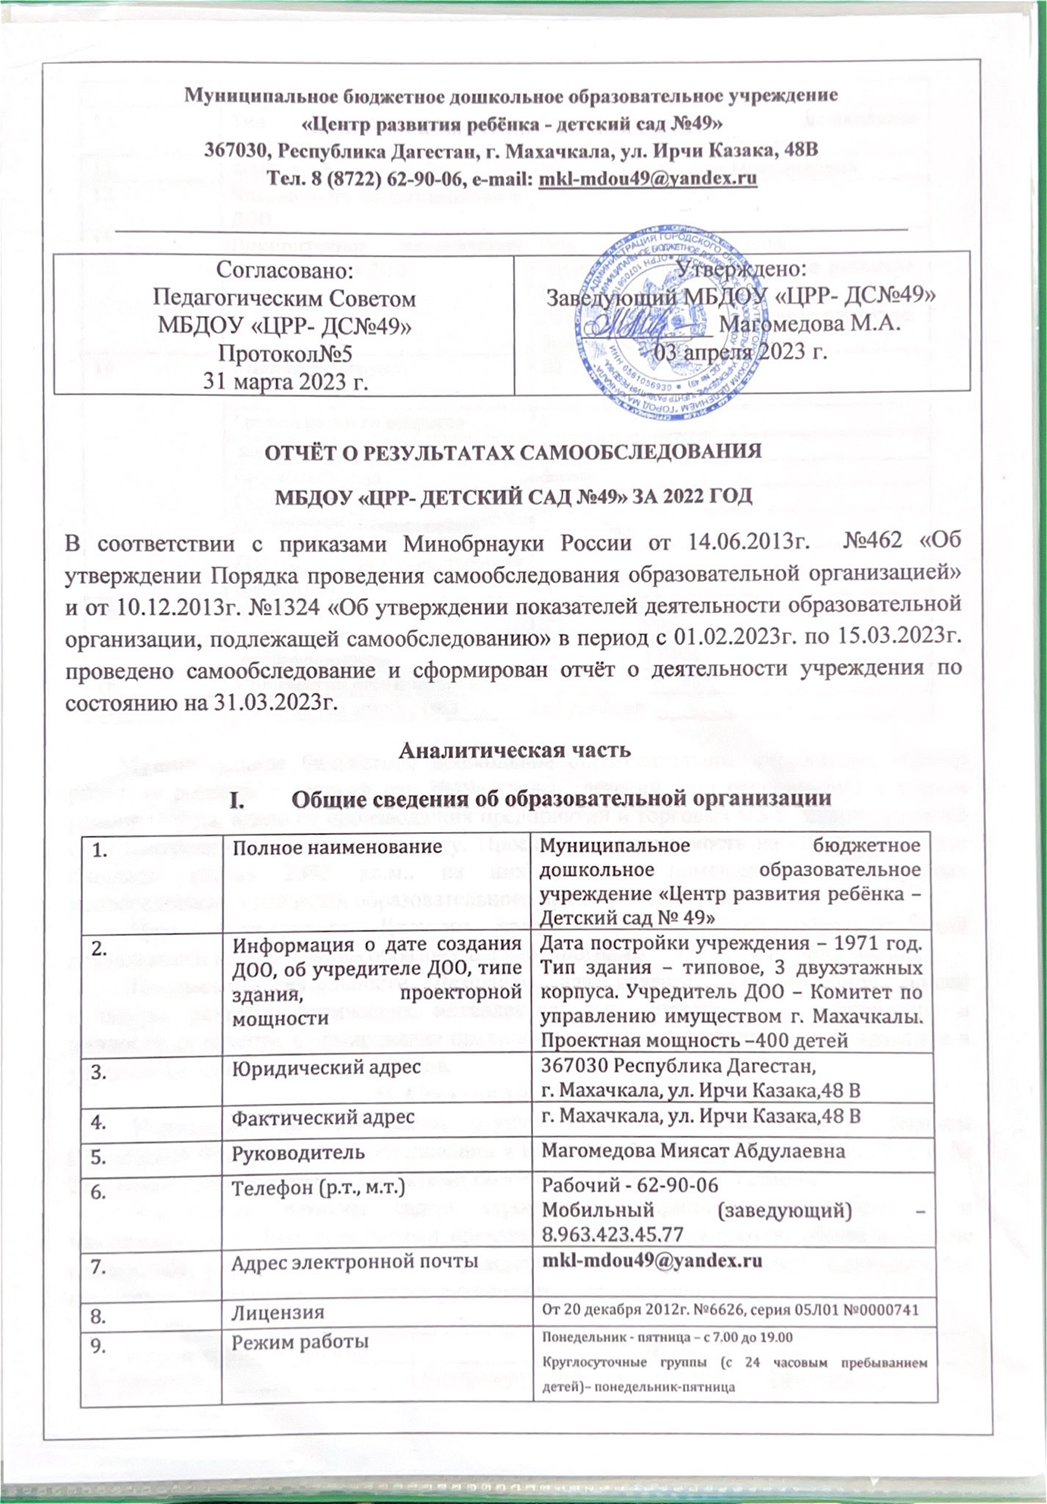 Муниципальное бюджетное дошкольное образовательное учреждение
«Центр развития ребёнка - детский сад №49»
367030, Республика Дагестан, г. Махачкала, ул. Ирчи Казака, 48В
Тел. 8 (8722) 62-90-06, e-mail: mkl-mdou49@yandex.ru
Согласовано:
Педагогическим Советом
МБДОУ «ЦРР- ДС№49»
Протокол№5
31 марта 2023 г.
Утверждено:
Заведующий МБДОУ «ЦРР- ДС№49»
Магомедова М.А.
03 апреля 2023 г.
ОТЧЁТ О РЕЗУЛЬТАТАХ САМООБСЛЕДОВАНИЯ
МБДОУ «ЦРР- ДЕТСКИЙ САД №49» ЗА 2022 ГОД
В соответствии с приказами Минобрнауки России от 14.06.2013г. №462 «Об
утверждении Порядка проведения самообследования образовательной организацией»
и от 10.12.2013г. №1324 «Об утверждении показателей деятельности образовательной
организации, подлежащей самообследованию» в период с 01.02.2023г. по 15.03.2023г.
проведено самообследование и сформирован отчёт о деятельности учреждения по
состоянию на 31.03.2023г.
Аналитическая часть
I. Общие сведения об образовательной организации
1. Полное наименование
Муниципальное бюджетное
дошкольное образовательное
учреждение «Центр развития ребёнка –
Детский сад № 49»
2. Информация о дате создания
ДОО, об учредителе ДОО, типе
здания, проекторной
мощности
Дата постройки учреждения – 1971 год.
Тип здания – типовое, 3 двухэтажных
корпуса. Учредитель ДОО – Комитет по
управлению имуществом г. Махачкалы.
Проектная мощность –400 детей
3. Юридический адрес
367030 Республика Дагестан,
г. Махачкала, ул. Ирчи Казака,48 В
4. Фактический адрес
г. Махачкала, ул. Ирчи Казака,48 В
5. Руководитель
Магомедова Миясат Абдулаевна
6. Телефон (р.т., м.т.)
Рабочий - 62-90-06
Мобильный (заведующий) –
8.963.423.45.77
7. Адрес электронной почты
mkl-mdou49@yandex.ru
8. Лицензия
От 20 декабря 2012г. №6626, серия 05Л01 №0000741
9. Режим работы
Понедельник - пятница – с 7.00 до 19.00
Круглосуточные группы (с 24 часовым пребыванием
детей)– понедельник-пятница